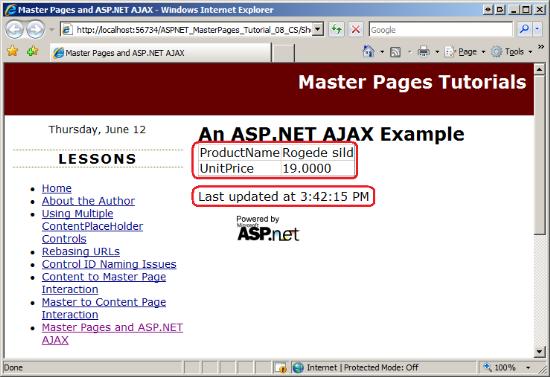 Master Pages and ASP.NET AJAX - Windows Internet Explorer
http://localhost:56734/ASPNET_MasterPages_Tutorial_08_CS/Sho
Google
Master Pages and ASP.NET AJAX
Page
Tools
Master Pages Tutorials
Thursday, June 12
LESSONS
Home
About the Author
Using Multiple
ContentPlaceHolder
Controls
Rebasing URLs
Control ID Naming Issues
Content to Master Page
Interaction
Master to Content Page
Interaction
Master Pages and ASP.NET
AJAX
An ASP.NET AJAX Example
ProductName Rogede sild
UnitPrice 19.0000
Last updated at 3:42:15 PM
Powered by
Microsoft
ASP.net
Done
Internet | Protected Mode: Off
100%